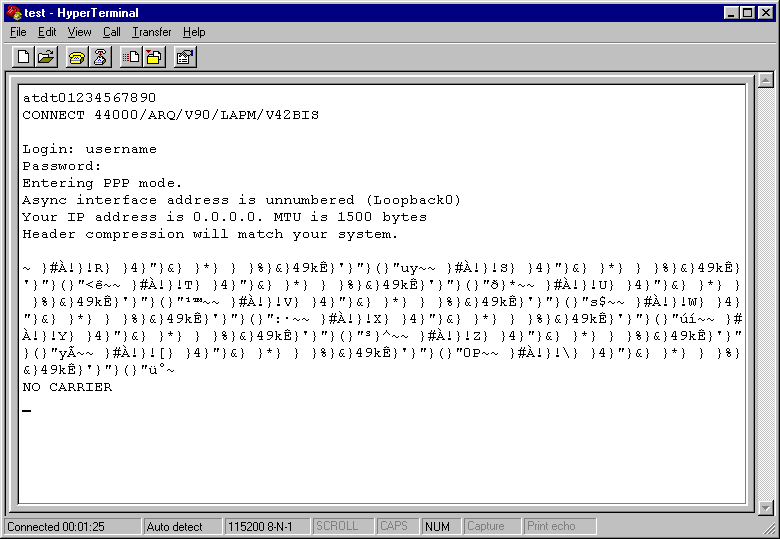 test - HyperTerminal
File Edit View Call Transfer Help
atdt01234567890
CONNECT 44000/ARQ/V90/LAPM/V42BIS
Login: username
Password:
Entering PPP mode.
Async interface address is unnumbered (Loopback0)
Your IP address is 0.0.0.0. MTU is 1500 bytes
Header compression will match your system.
~ }#À!}!R} }4}"}&} }*} } }%}&}49kÊ}'}"}(}"uy~~ }#À!}!S} }4}"}&} }*} } }%}&}49kÊ}
'}"}(}"<ê~~ }#À!}!T} }4}"}&} }*} } }%}&}49kÊ}'}"}(}"ð}*~~ }#À!}!U} }4}"}&} }*} }
}%}&}49kÊ}'}"}(}"¹™~~ }#À!}!V} }4}"}&} }*} } }%}&}49kÊ}'}"}(}"s$~~ }#À!}!W} }4}
"}&} }*} } }%}&}49kÊ}'}"}(}":·~~ }#À!}!X} }4}"}&} }*} } }%}&}49kÊ}'}"}(}"úí~~ }#
À!}!Y} }4}"}&} }*} } }%}&}49kÊ}'}"}(}"³}^~~ }#À!}!Z} }4}"}&} }*} } }%}&}49kÊ}'}"
}(}"yÃ~~ }#À!}![} }4}"}&} }*} } }%}&}49kÊ}'}"}(}"0P~~ }#À!}!\} }4}"}&} }*} } }%}
&}49kÊ}'}"}(}"ü°~
NO CARRIER
Connected 00:01:25 Auto detect 115200 8-N-1 SCROLL CAPS NUM Capture Print echo